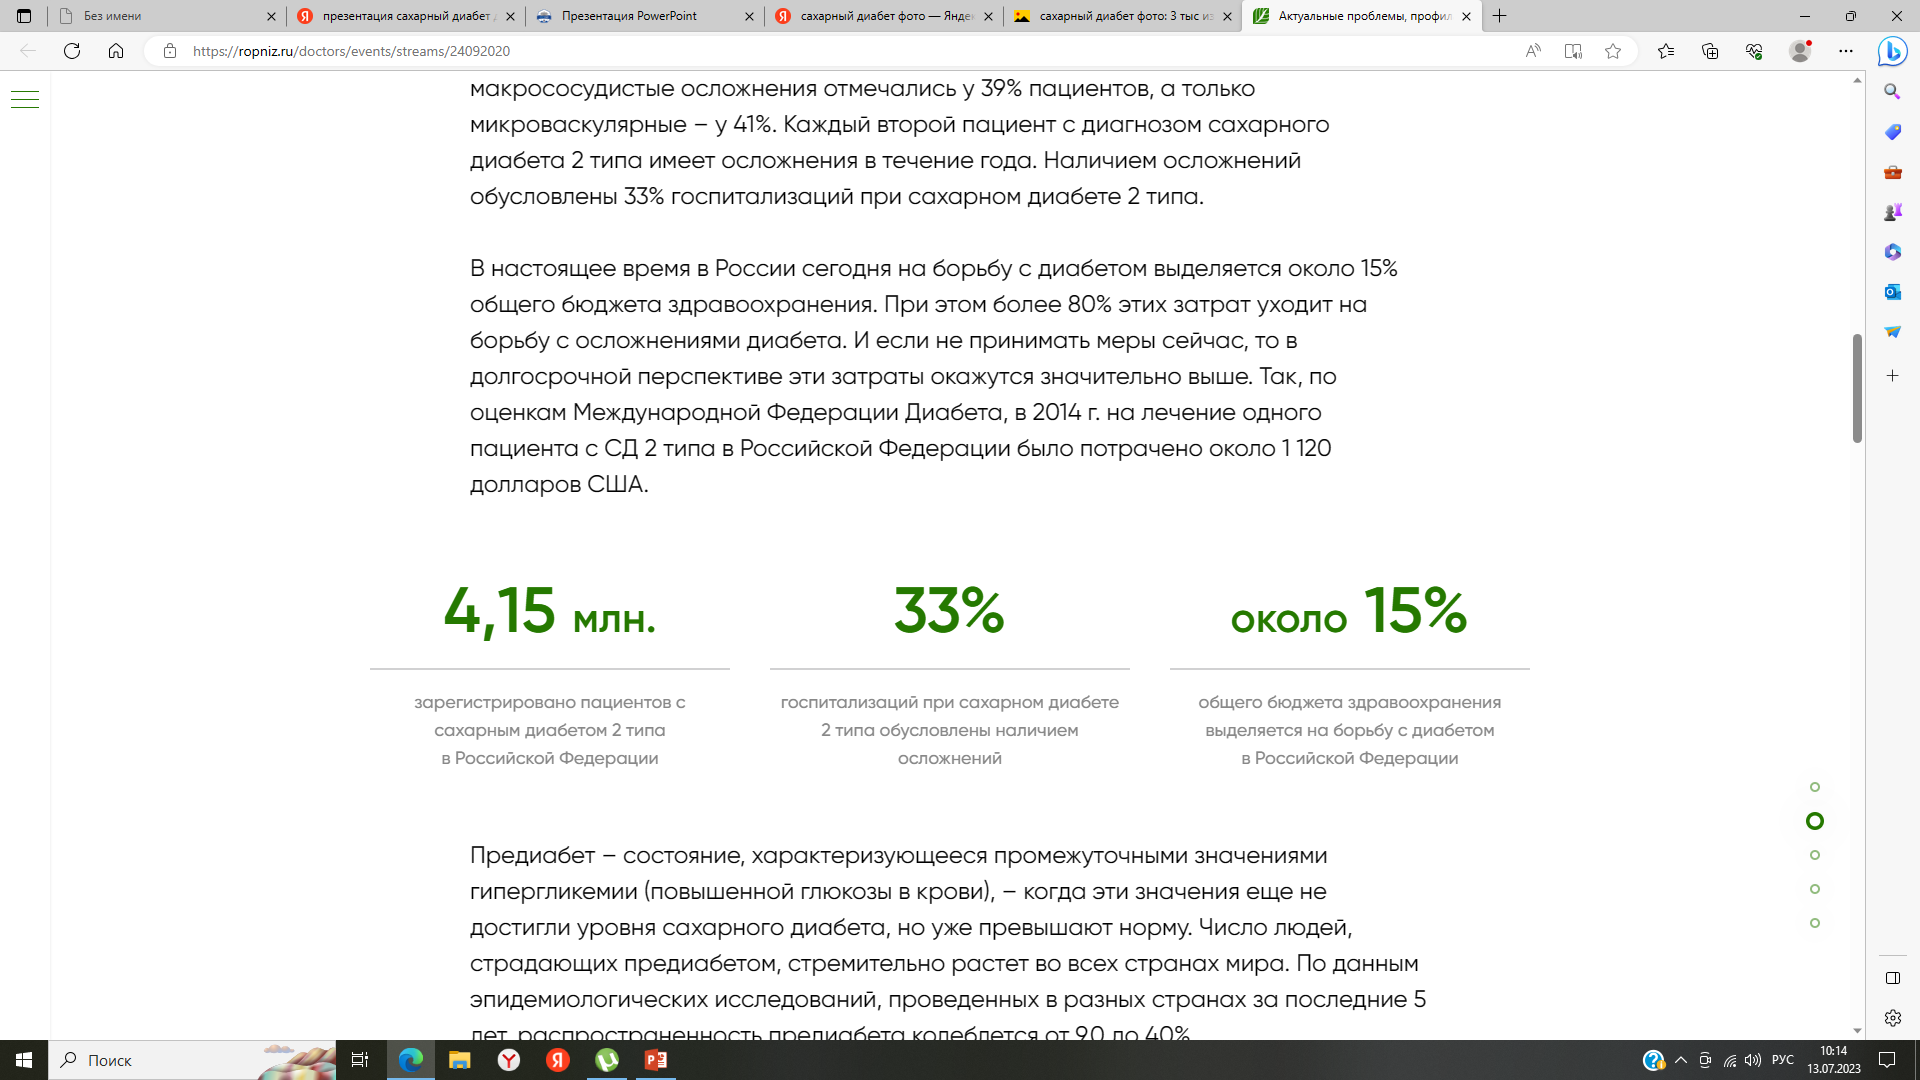 Без имени
презентация сахарный диабет
Презентация PowerPoint
сахарный диабет фото — Яндек
сахарный диабет фото: 3 тыс из
Актуальные проблемы, профил
https://ropniz.ru/doctors/events/streams/24092020
макрососудистые осложнения отмечались у 39% пациентов, а только
микроваскулярные – у 41%. Каждый второй пациент с диагнозом сахарного
диабета 2 типа имеет осложнения в течение года. Наличием осложнений
обусловлены 33% госпитализаций при сахарном диабете 2 типа.
В настоящее время в России сегодня на борьбу с диабетом выделяется около 15%
общего бюджета здравоохранения. При этом более 80% этих затрат уходит на
борьбу с осложнениями диабета. И если не принимать меры сейчас, то в
долгосрочной перспективе эти затраты окажутся значительно выше. Так, по
оценкам Международной Федерации Диабета, в 2014 г. на лечение одного
пациента с СД 2 типа в Российской Федерации было потрачено около 1 120
долларов США.
4,15 млн.
зарегистрировано пациентов с
сахарным диабетом 2 типа
в Российской Федерации
33%
госпитализаций при сахарном диабете
2 типа обусловлены наличием
осложнений
около 15%
общего бюджета здравоохранения
выделяется на борьбу с диабетом
в Российской Федерации
Предиабет – состояние, характеризующееся промежуточными значениями
гипергликемии (повышенной глюкозы в крови), – когда эти значения еще не
достигли уровня сахарного диабета, но уже превышают норму. Число людей,
страдающих предиабетом, стремительно растет во всех странах мира. По данным
эпидемиологических исследований, проведенных в разных странах за последние 5
лет, распространенность предиабета колеблется от 9,0 до 40%
Поиск
РУС
10:14
13.07.2023